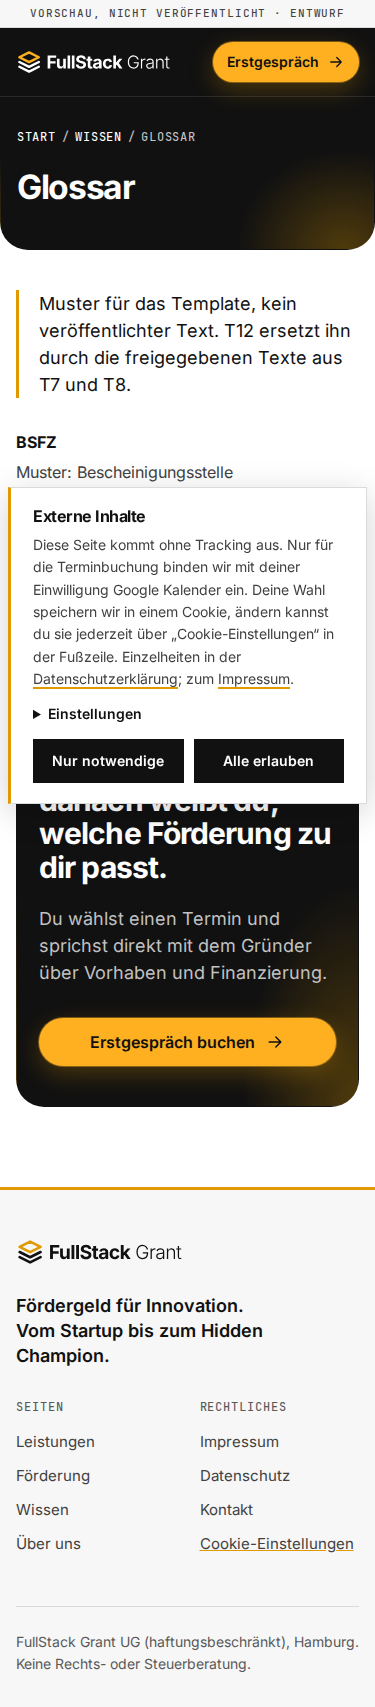 VORSCHAU, NICHT VERÖFFENTLICHT · ENTWURF
FullStack Grant
Erstgespräch →
START / WISSEN / GLOSSAR
Glossar
Muster für das Template, kein
veröffentlichter Text. T12 ersetzt ihn
durch die freigegebenen Texte aus
T7 und T8.
BSFZ
Muster: Bescheinigungsstelle
Externe Inhalte
Diese Seite kommt ohne Tracking aus. Nur für
die Terminbuchung binden wir mit deiner
Einwilligung Google Kalender ein. Deine Wahl
speichern wir in einem Cookie, ändern kannst
du sie jederzeit über „Cookie-Einstellungen“ in
der Fußzeile. Einzelheiten in der
Datenschutzerklärung; zum Impressum.
Einstellungen
Nur notwendige
Alle erlauben
danach weißt du,
welche Förderung zu
dir passt.
Du wählst einen Termin und
sprichst direkt mit dem Gründer
über Vorhaben und Finanzierung.
Erstgespräch buchen →
FullStack Grant
Fördergeld für Innovation.
Vom Startup bis zum Hidden
Champion.
SEITEN
Leistungen
Förderung
Wissen
Über uns
RECHTLICHES
Impressum
Datenschutz
Kontakt
Cookie-Einstellungen
FullStack Grant UG (haftungsbeschränkt), Hamburg.
Keine Rechts- oder Steuerberatung.